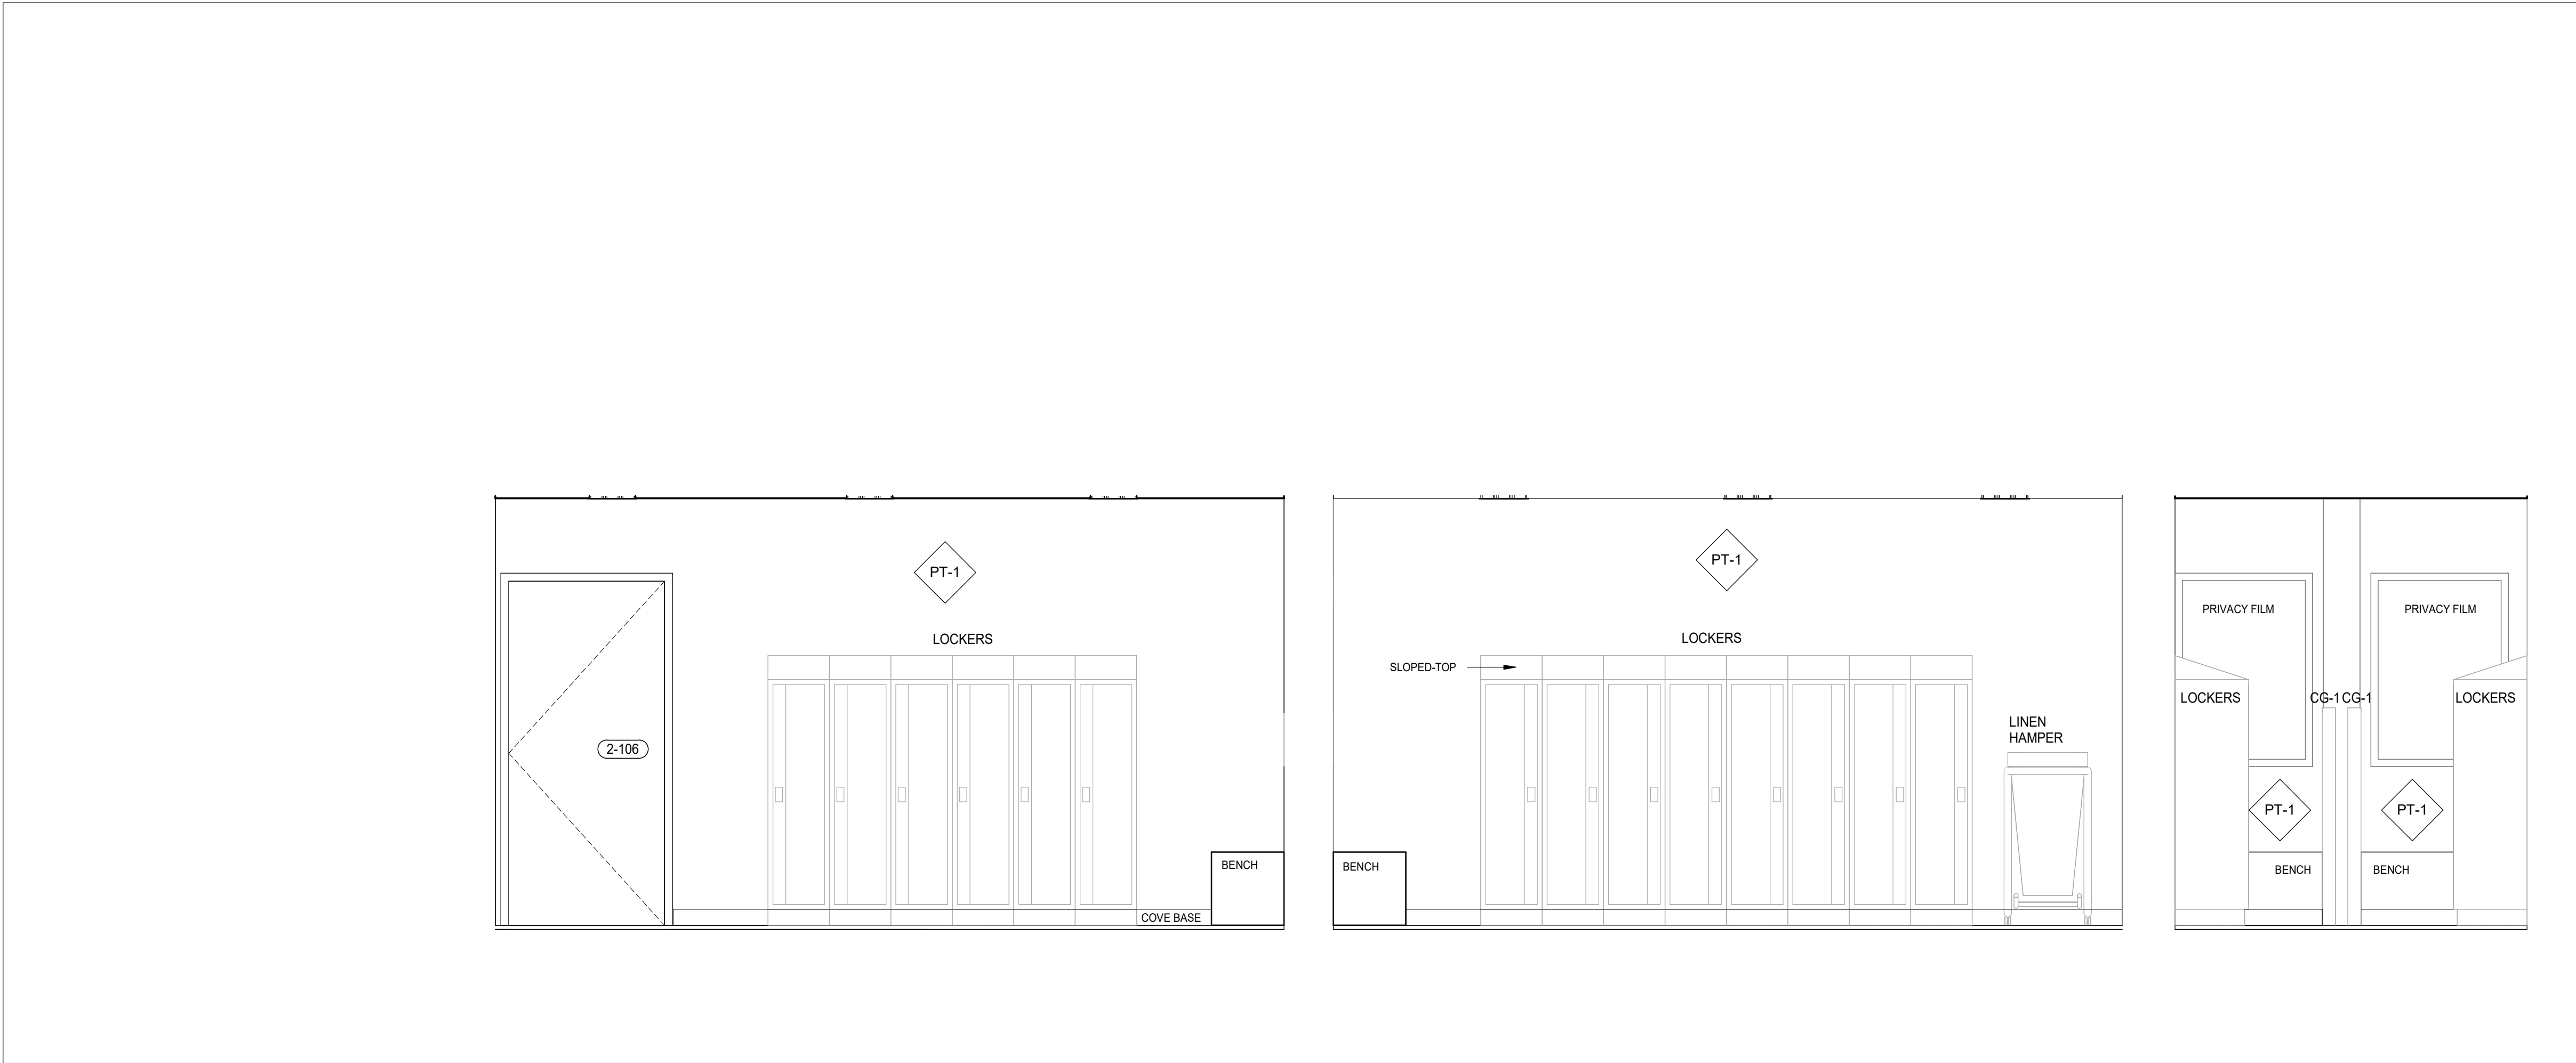 PT-1
LOCKERS
2-106
BENCH
COVE BASE
PT-1
LOCKERS
SLOPED-TOP
LINEN
HAMPER
BENCH
PRIVACY FILM
PRIVACY FILM
LOCKERS
CG-1
CG-1
LOCKERS
PT-1
PT-1
BENCH
BENCH